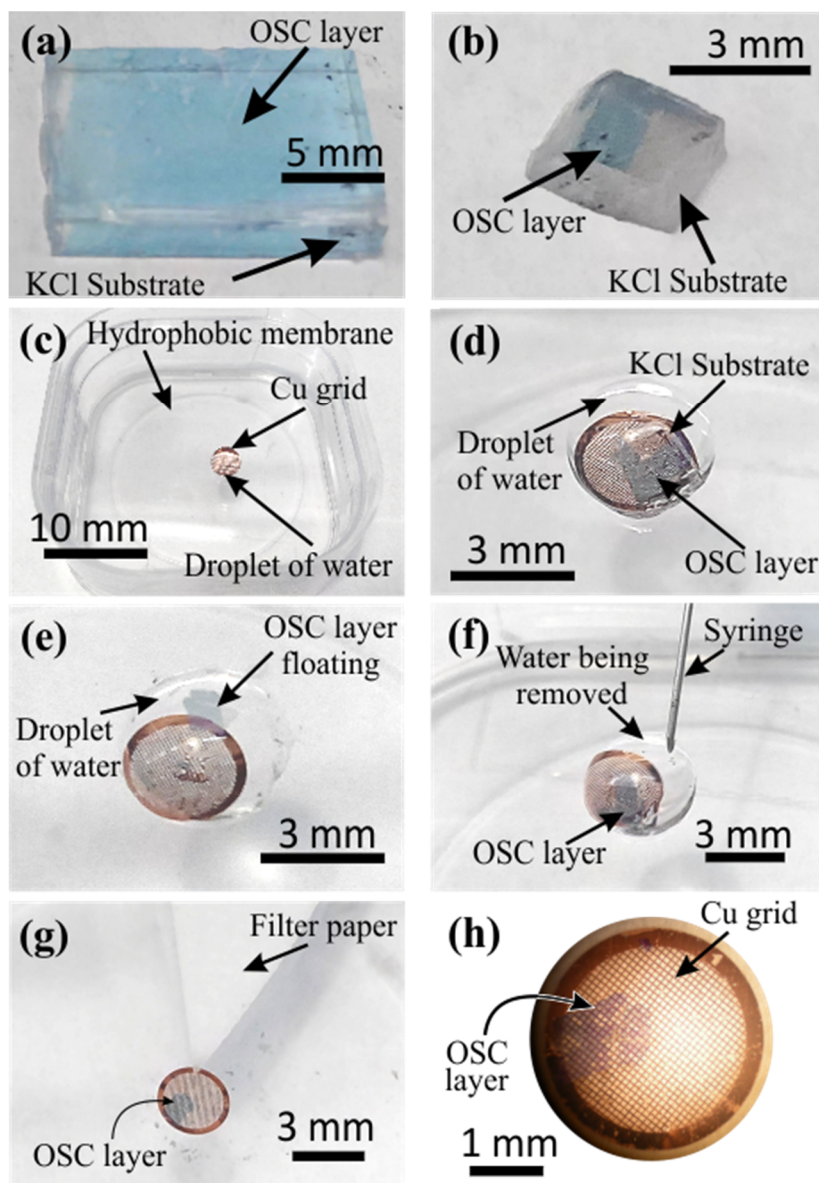 (a)
OSC layer
5 mm
KCl Substrate
(b)
3 mm
OSC layer
KCl Substrate
(c)
Hydrophobic membrane
Cu grid
10 mm
Droplet of water
(d)
KCl Substrate
Droplet
of water
OSC layer
3 mm
(e)
OSC layer
floating
Droplet
of water
3 mm
(f)
Syringe
Water being
removed
OSC layer
3 mm
(g)
Filter paper
OSC layer
3 mm
(h)
Cu grid
OSC
layer
1 mm